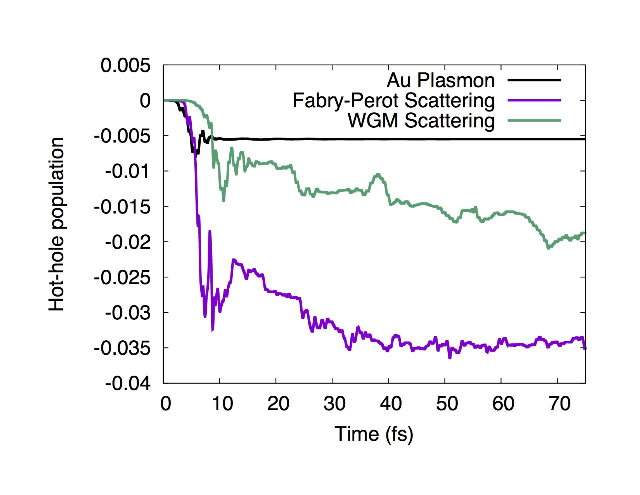 0.005
0
-0.005
-0.01
-0.015
-0.02
-0.025
-0.03
-0.035
-0.04
Hot-hole population
Au Plasmon
Fabry-Perot Scattering
WGM Scattering
0 10 20 30 40 50 60 70
Time (fs)